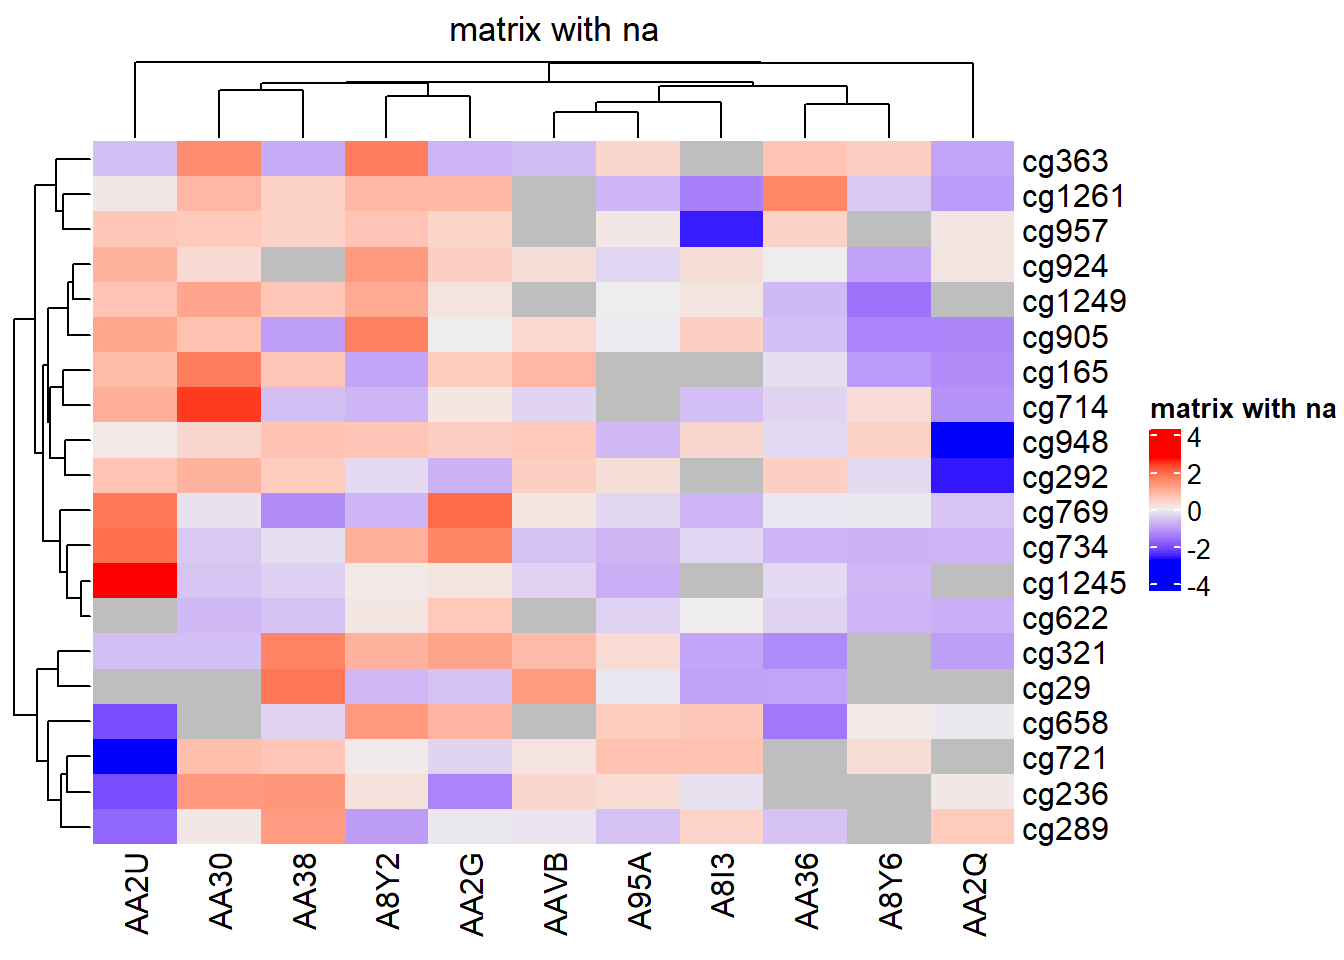 matrix with na
cg363
cg1261
cg957
cg924
cg1249
cg905
cg165
cg714
cg948
cg292
cg769
cg734
cg1245
cg622
cg321
cg29
cg658
cg721
cg236
cg289
matrix with na
4
2
0
-2
-4
AA2U
AA30
AA38
A8Y2
AA2G
AAVB
A95A
A8I3
AA36
A8Y6
AA2Q